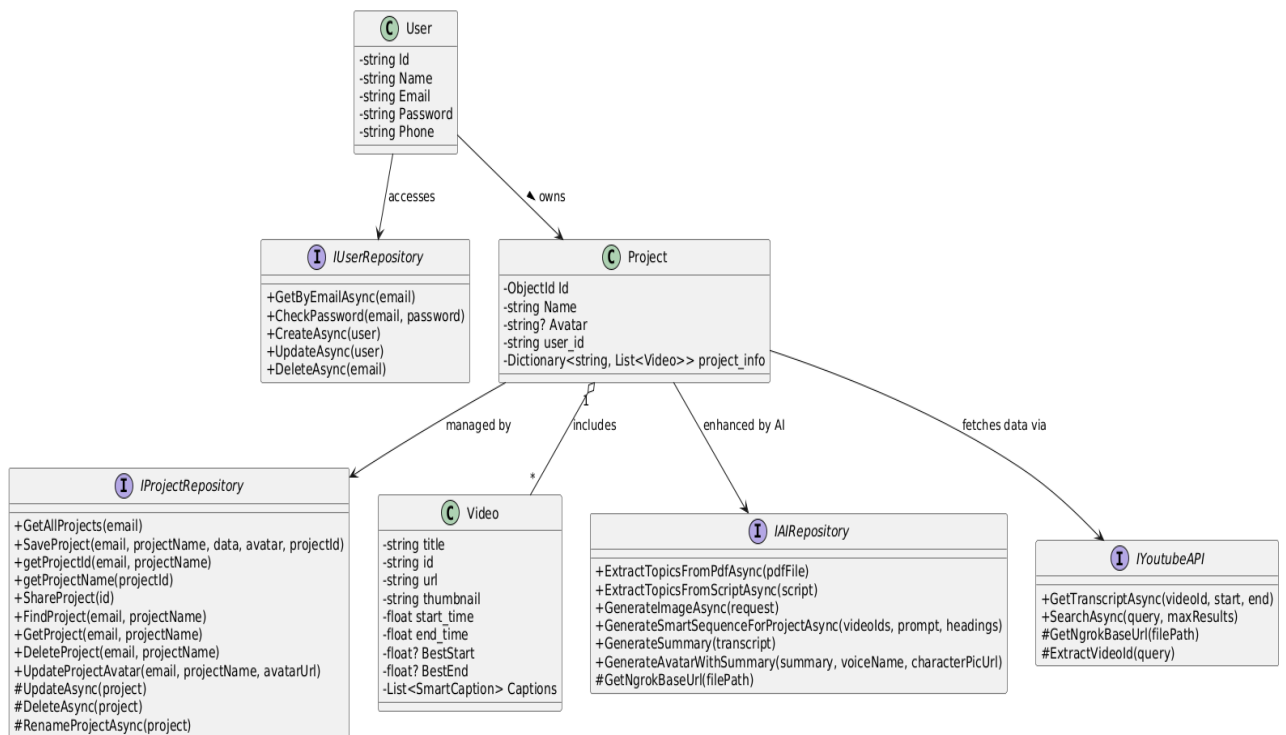 C User
-string Id
-string Name
-string Email
-string Password
-string Phone
accesses
owns
I IUserRepository
+GetByEmailAsync(email)
+CheckPassword(email, password)
+CreateAsync(user)
+UpdateAsync(user)
+DeleteAsync(email)
C Project
-ObjectId Id
-string Name
-string? Avatar
-string user_id
-Dictionary<string, List<Video>> project_info
managed by
1
includes
*
enhanced by AI
fetches data via
I IProjectRepository
+GetAllProjects(email)
+SaveProject(email, projectName, data, avatar, projectId)
+getProjectId(email, projectName)
+getProjectName(projectId)
+ShareProject(id)
+FindProject(email, projectName)
+GetProject(email, projectName)
+DeleteProject(email, projectName)
+UpdateProjectAvatar(email, projectName, avatarUrl)
#UpdateAsync(project)
#DeleteAsync(project)
#RenameProjectAsync(project)
C Video
-string title
-string id
-string url
-string thumbnail
-float start_time
-float end_time
-float? BestStart
-float? BestEnd
-List<SmartCaption> Captions
I IAIRepository
+ExtractTopicsFromPdfAsync(pdfFile)
+ExtractTopicsFromScriptAsync(script)
+GenerateImageAsync(request)
+GenerateSmartSequenceForProjectAsync(videoIds, prompt, headings)
+GenerateSummary(transcript)
+GenerateAvatarWithSummary(summary, voiceName, characterPicUrl)
#GetNgrokBaseUrl(filePath)
I IYoutubeAPI
+GetTranscriptAsync(videoId, start, end)
+SearchAsync(query, maxResults)
#GetNgrokBaseUrl(filePath)
#ExtractVideoId(query)